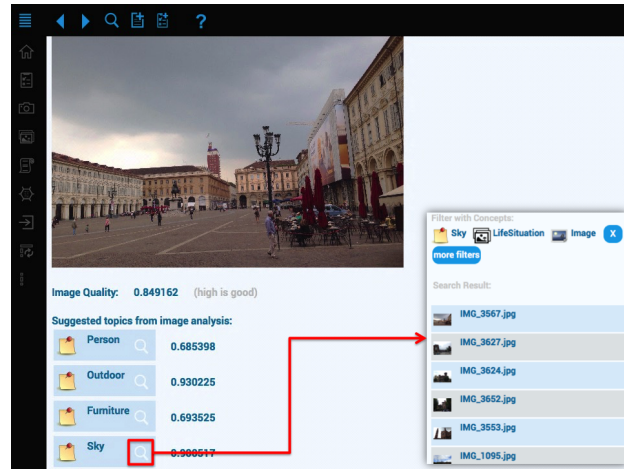 ?
Image Quality: 0.849162 (high is good)
Suggested topics from image analysis:
Person 0.685398
Outdoor 0.930225
Furniture 0.693525
Sky
Filter with Concepts:
Sky LifeSituation Image X
more filters
Search Result:
IMG_3567.jpg
IMG_3627.jpg
IMG_3624.jpg
IMG_3652.jpg
IMG_3553.jpg
IMG_1095.jpg